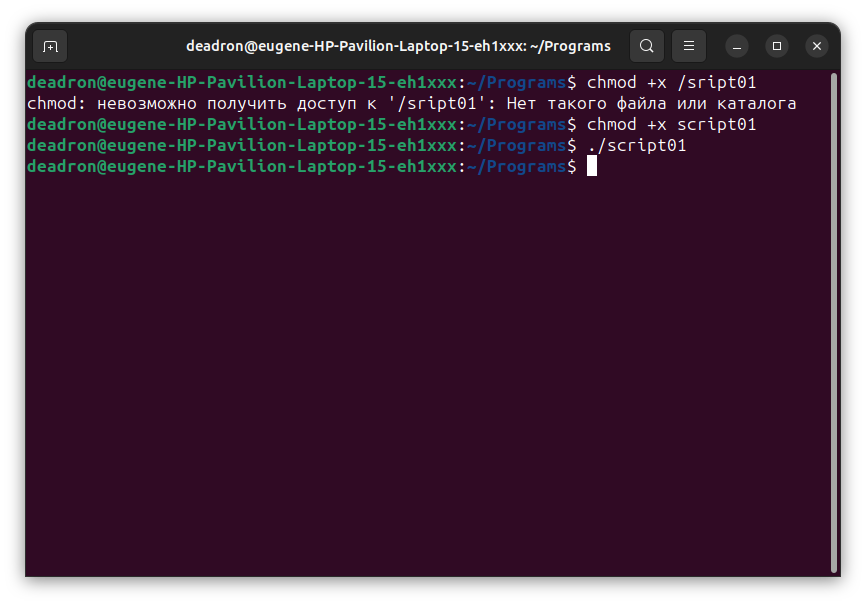 deadron@eugene-HP-Pavilion-Laptop-15-eh1xxx: ~/Programs
deadron@eugene-HP-Pavilion-Laptop-15-eh1xxx:~/Programs$ chmod +x /sript01
chmod: невозможно получить доступ к '/sript01': Нет такого файла или каталога
deadron@eugene-HP-Pavilion-Laptop-15-eh1xxx:~/Programs$ chmod +x script01
deadron@eugene-HP-Pavilion-Laptop-15-eh1xxx:~/Programs$ ./script01
deadron@eugene-HP-Pavilion-Laptop-15-eh1xxx:~/Programs$